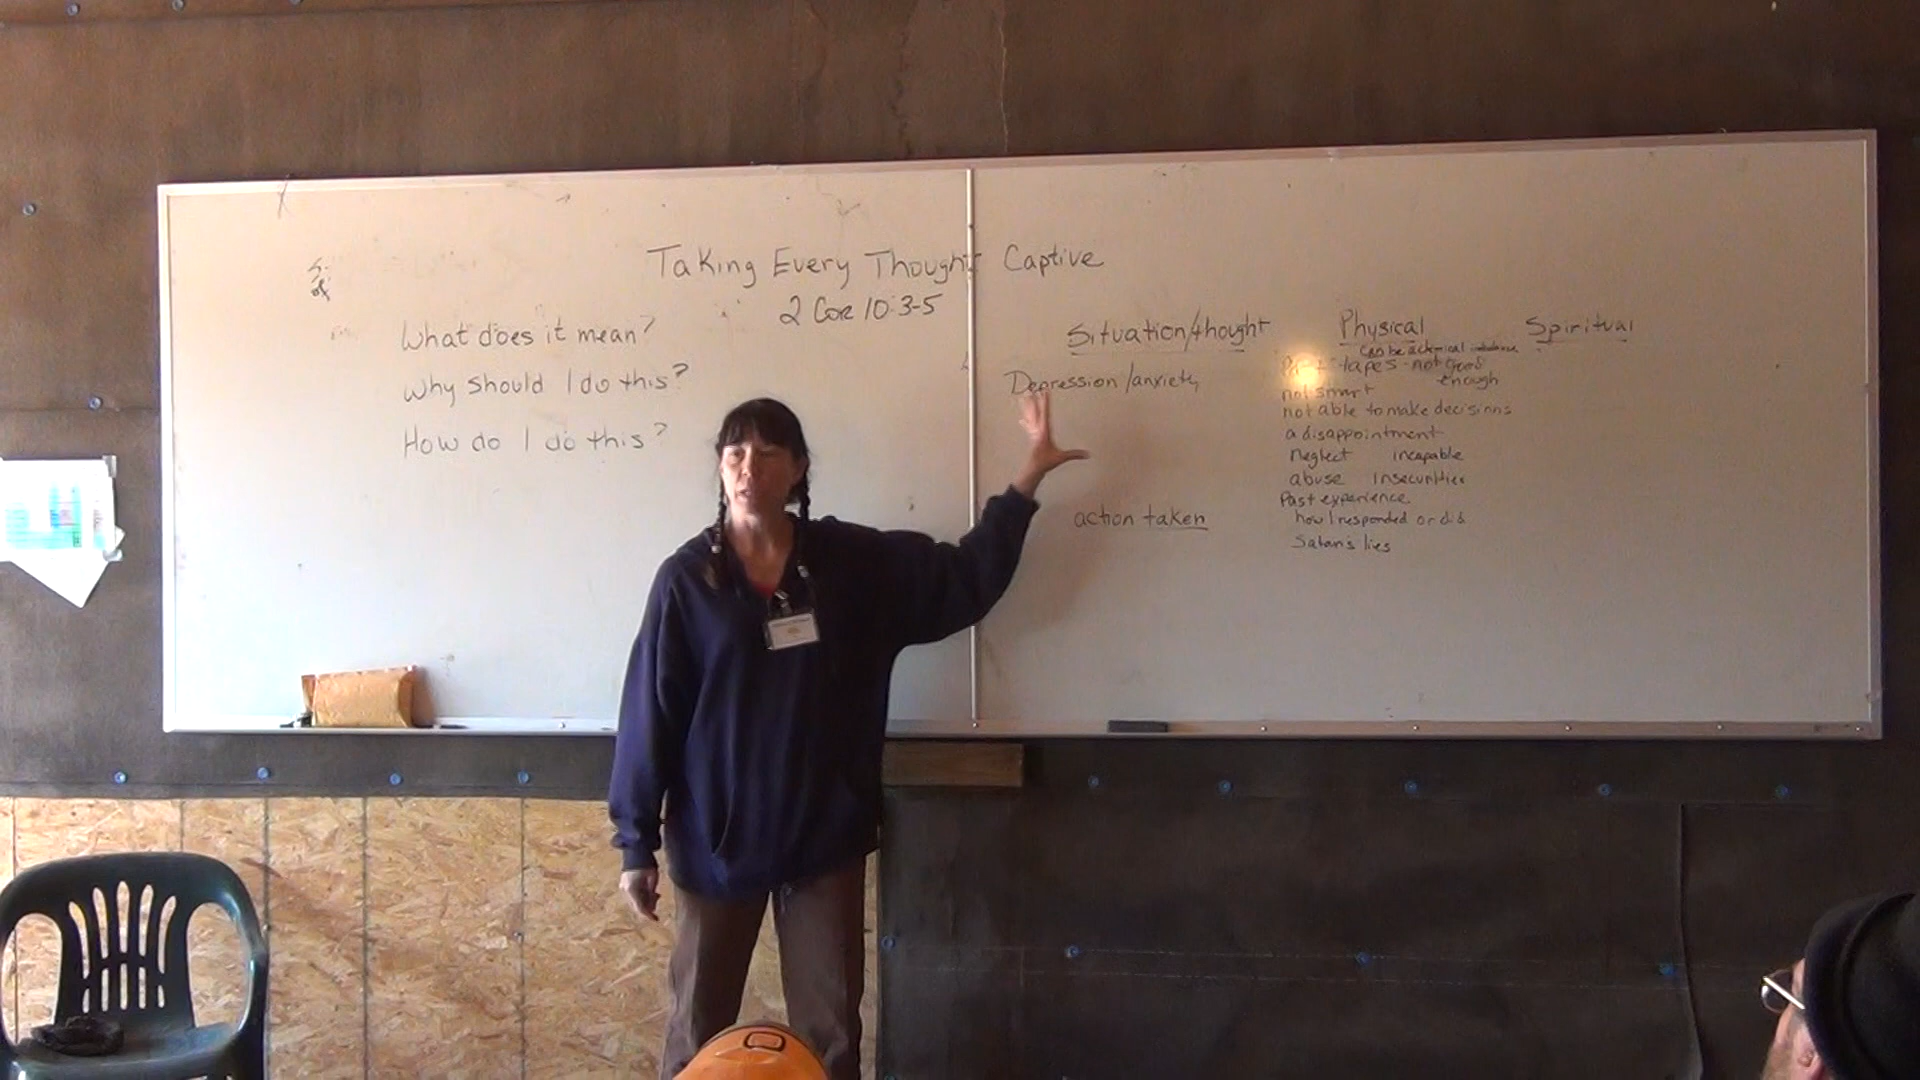 Taking Every Thought Captive
2 Cor 10:3-5
What does it mean?
Why should I do this?
How do I do this?
Situation/thought
Depression/anxiety
action taken
Physical
Can be a chemical imbalance
tapes - not good
enough
not smart
not able to make decisions
a disappointment
neglect incapable
abuse insecurities
Past experience
how I responded or did
Satan's lies
Spiritual